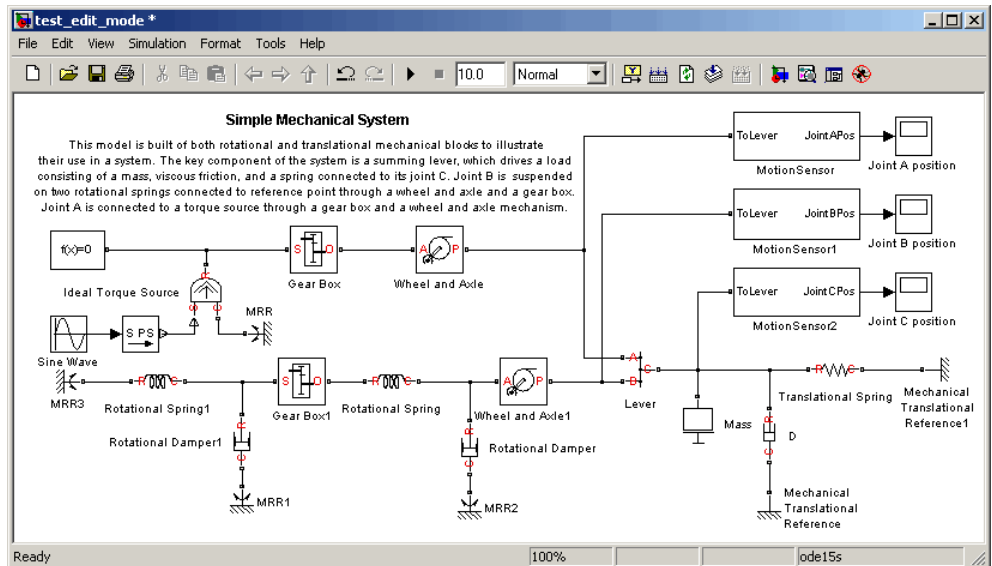 test_edit_mode *
File Edit View Simulation Format Tools Help
10.0 Normal
Simple Mechanical System
This model is built of both rotational and translational mechanical blocks to illustrate
their use in a system. The key component of the system is a summing lever, which drives a load
consisting of a mass, viscous friction, and a spring connected to its joint C. Joint B is suspended
on two rotational springs connected to reference point through a wheel and axle and a gear box.
Joint A is connected to a torque source through a gear box and a wheel and axle mechanism.
ToLever JointAPos
MotionSensor
Joint A position
ToLever JointBPos
MotionSensor1
Joint B position
ToLever JointCPos
MotionSensor2
Joint C position
f(x)=0
S O
Gear Box
A P
Wheel and Axle
Ideal Torque Source
R
S C
MRR
S PS
Sine Wave
MRR3
R C
Rotational Spring1
S O
Gear Box1
R C
Rotational Spring
A P
Wheel and Axle1
A
B
C
Lever
Mass
R C
Translational Spring
Mechanical
Translational
Reference1
R
C
Rotational Damper1
MRR1
R
C
Rotational Damper
MRR2
R
C
D
Mechanical
Translational
Reference
Ready 100% ode15s